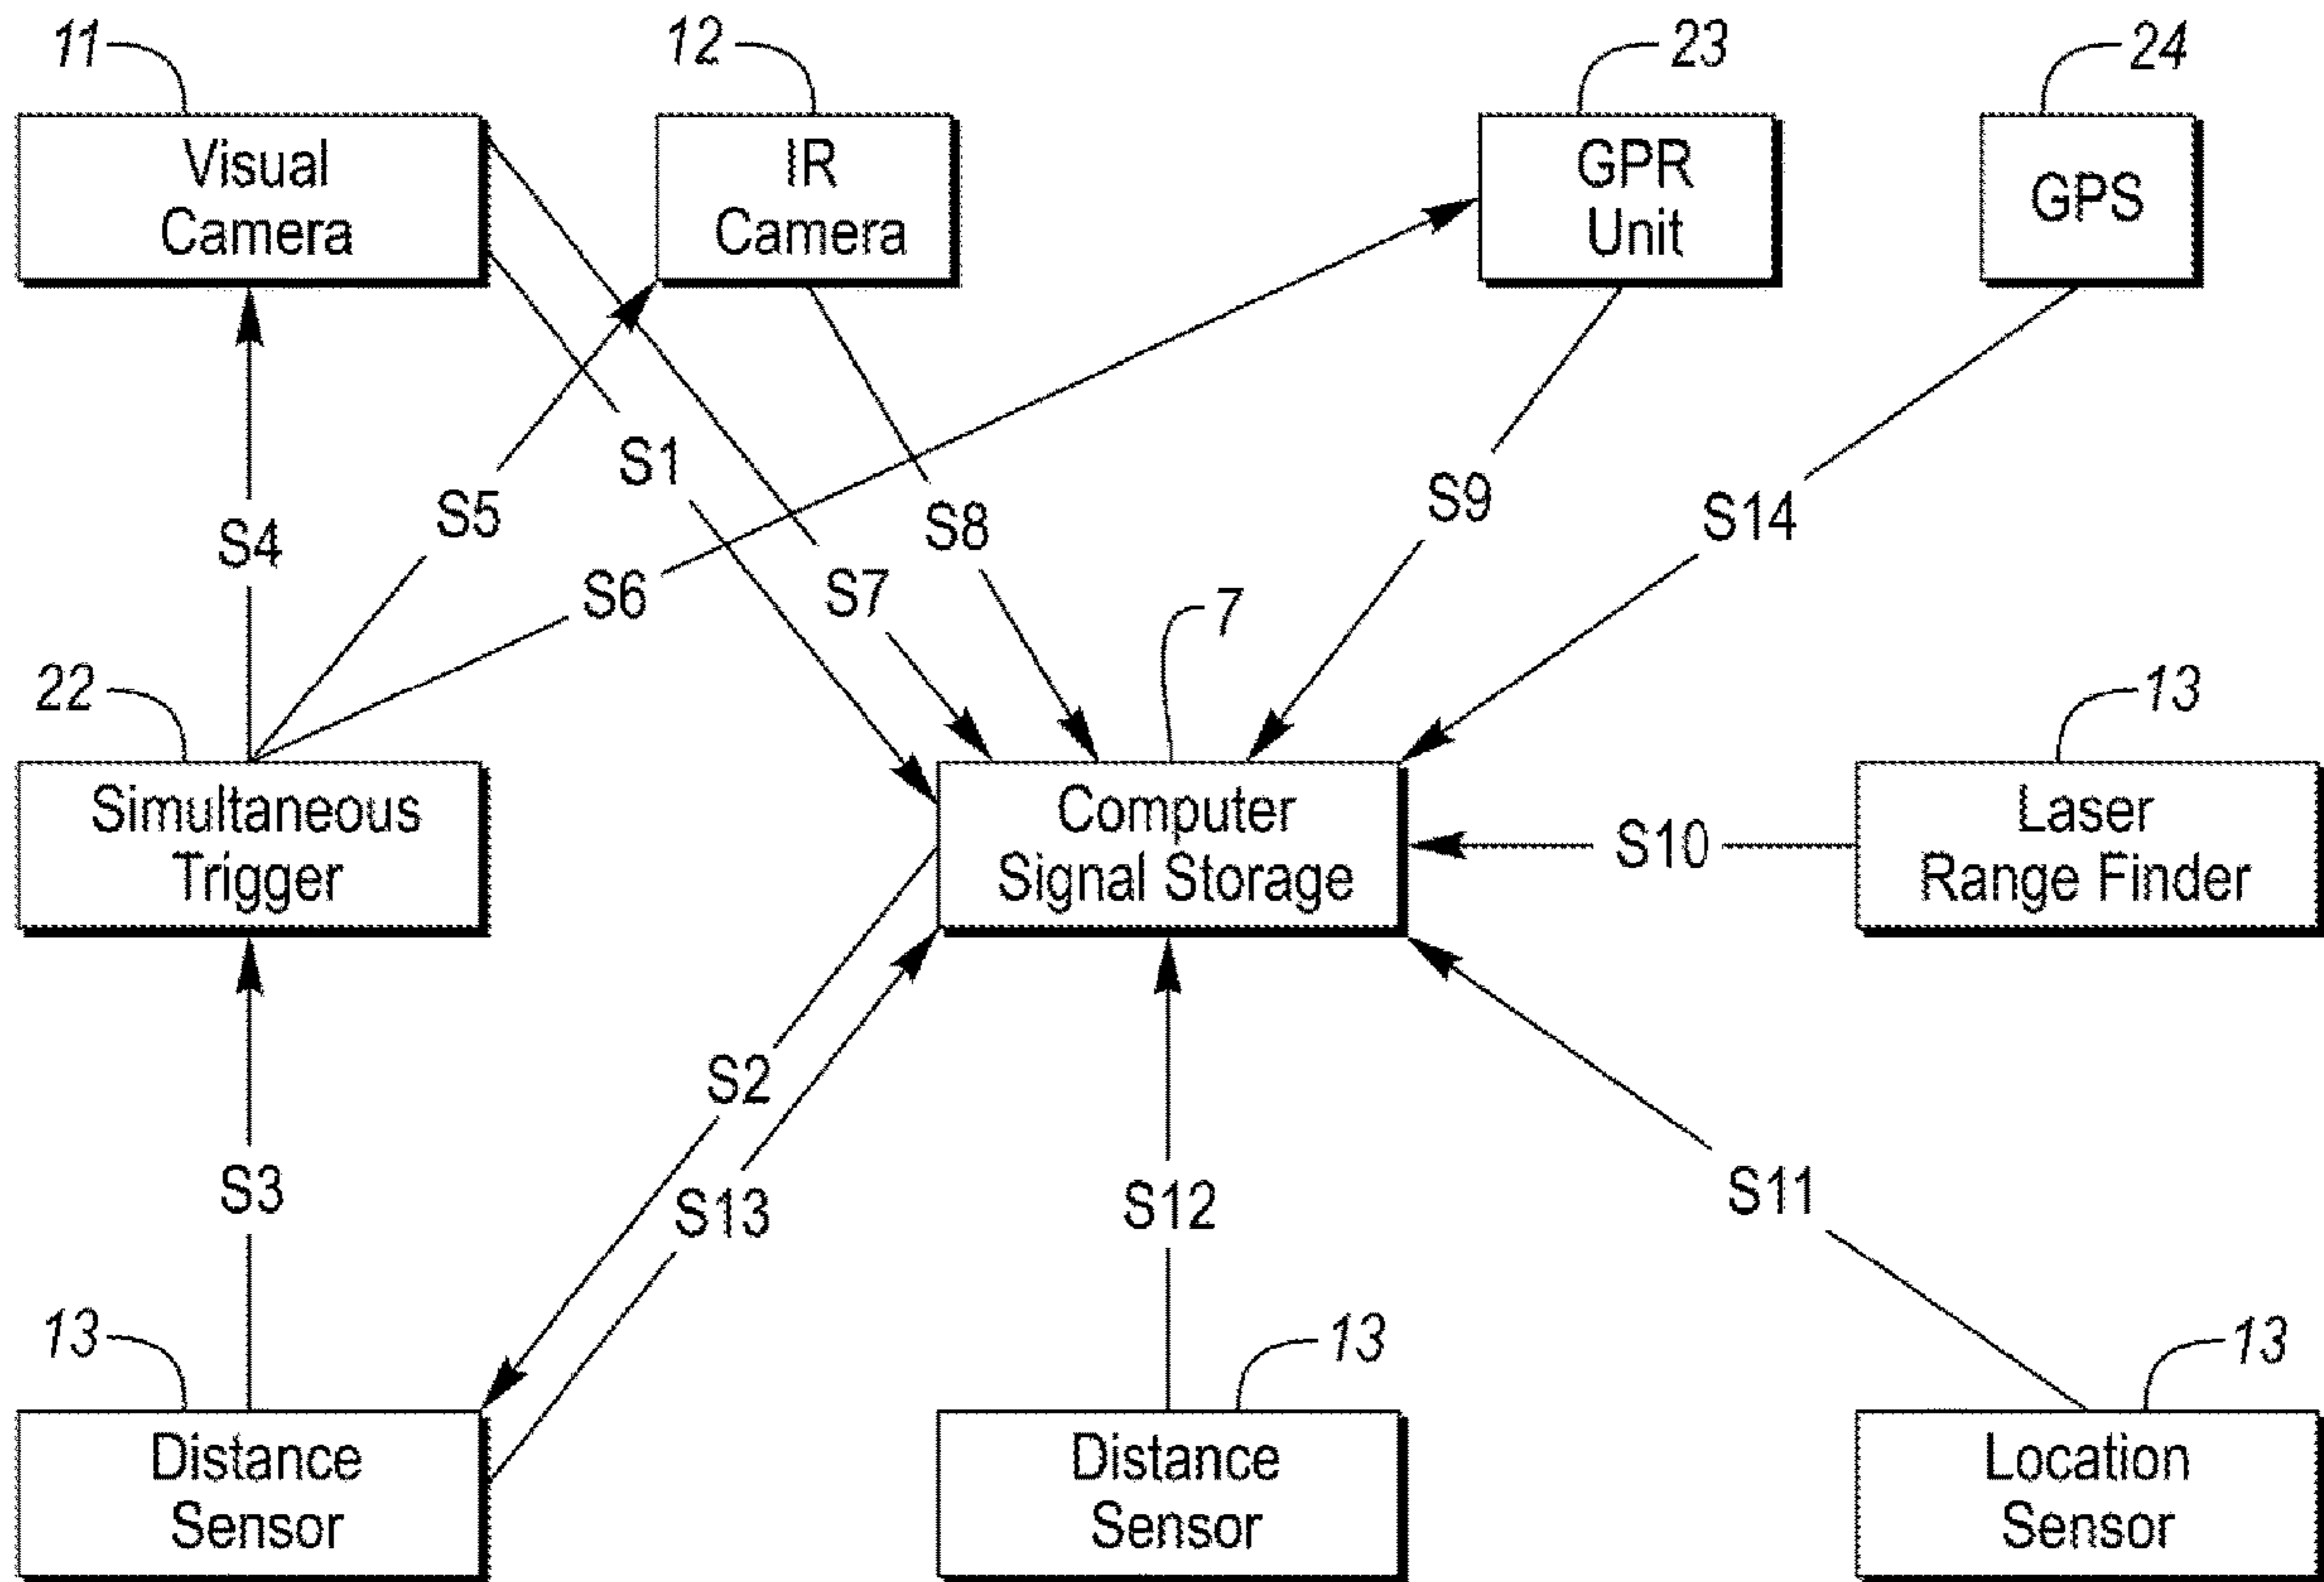 11
12
23
24
Visual
Camera
IR
Camera
GPR
Unit
GPS
S1
S5
S4
S8
S9
S14
S6
S7
7
22
13
Simultaneous
Trigger
Computer
Signal Storage
S10
Laser
Range Finder
S2
S3
S13
S12
S11
13
13
13
Distance
Sensor
Distance
Sensor
Location
Sensor